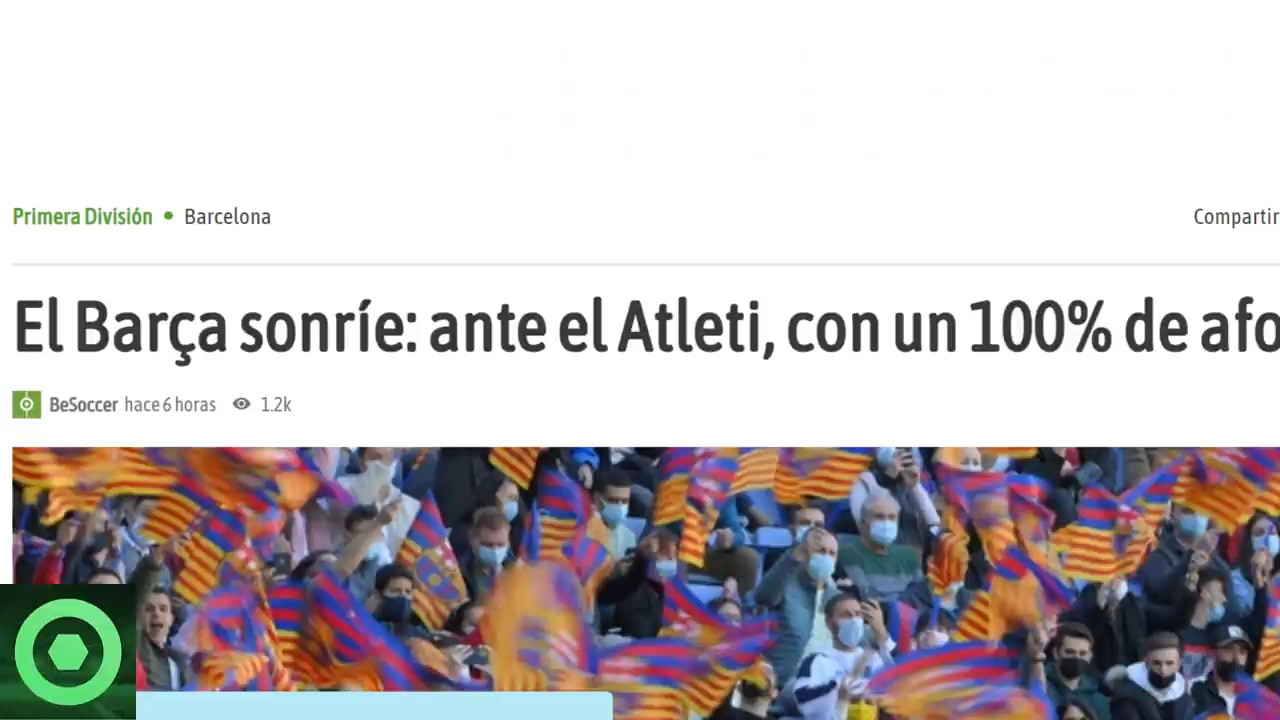 Primera División • Barcelona
Compartir
El Barça sonríe: ante el Atleti, con un 100% de afo
BeSoccer hace 6 horas 1.2k